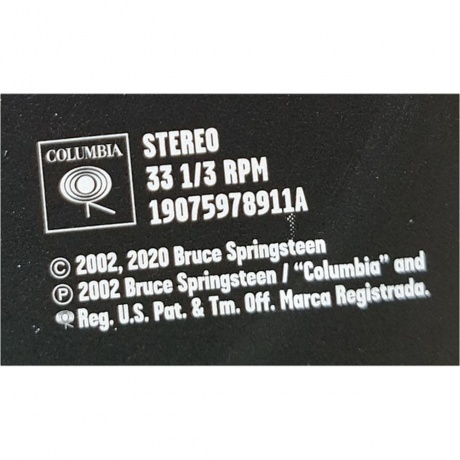 COLUMBIA
STEREO
33 1/3 RPM
19075978911A
© 2002, 2020 Bruce Springsteen
℗ 2002 Bruce Springsteen / “Columbia” and
Reg. U.S. Pat. & Tm. Off. Marca Registrada.